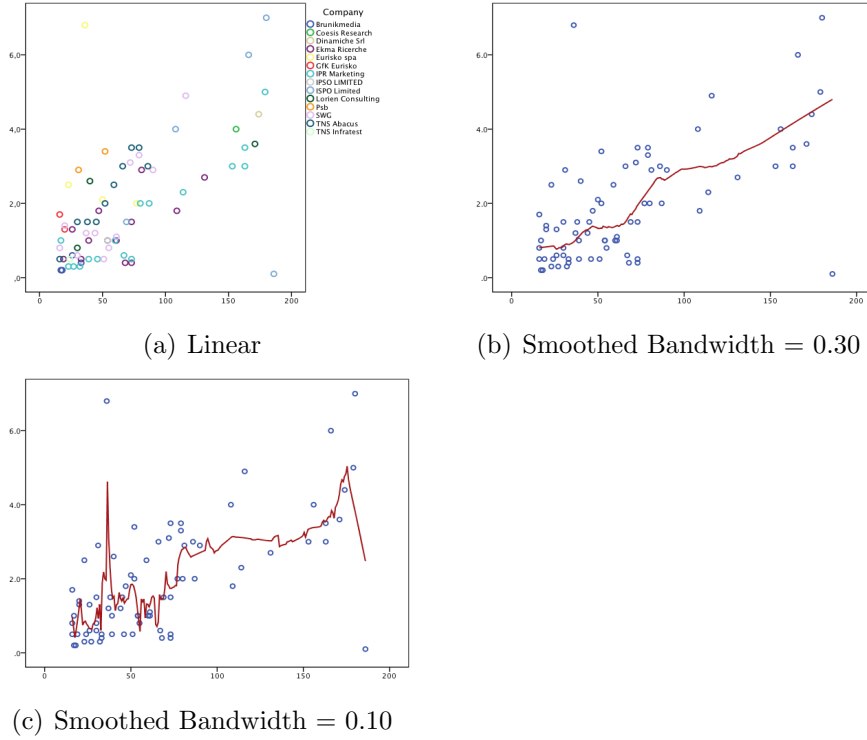 Company
Brunikmedia
Coesis Research
Dinamiche Srl
Ekma Ricerche
Eurisko spa
GfK Eurisko
IPR Marketing
IPSO LIMITED
ISPO Limited
Lorien Consulting
Psb
SWG
TNS Abacus
TNS Infratest
6,0
4,0
2,0
,0
0 50 100 150 200
(a) Linear
6,0
4,0
2,0
,0
0 50 100 150 200
(b) Smoothed Bandwidth = 0.30
6.0
4.0
2.0
.0
0 50 100 150 200
(c) Smoothed Bandwidth = 0.10